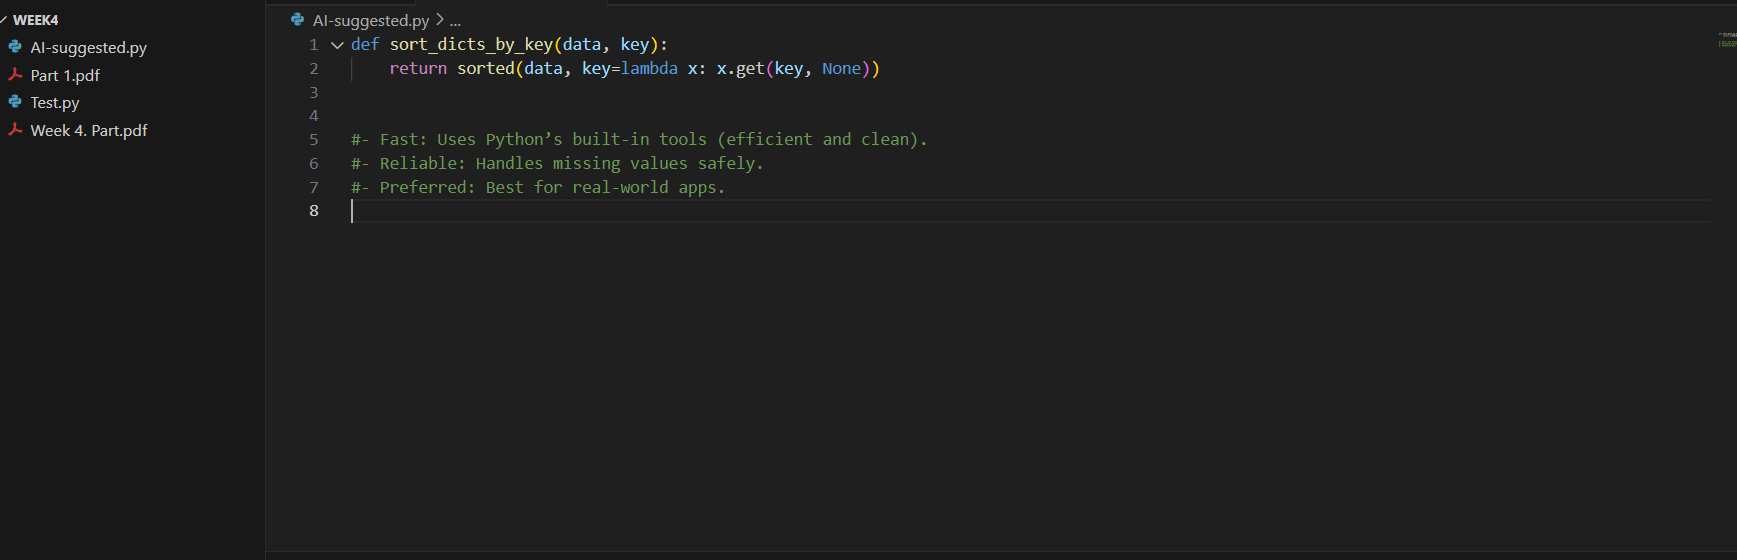 WEEK4
AI-suggested.py
Part 1.pdf
Test.py
Week 4. Part.pdf
AI-suggested.py > ...
1 def sort_dicts_by_key(data, key):
2     return sorted(data, key=lambda x: x.get(key, None))
3
4
5 #- Fast: Uses Python’s built-in tools (efficient and clean).
6 #- Reliable: Handles missing values safely.
7 #- Preferred: Best for real-world apps.
8